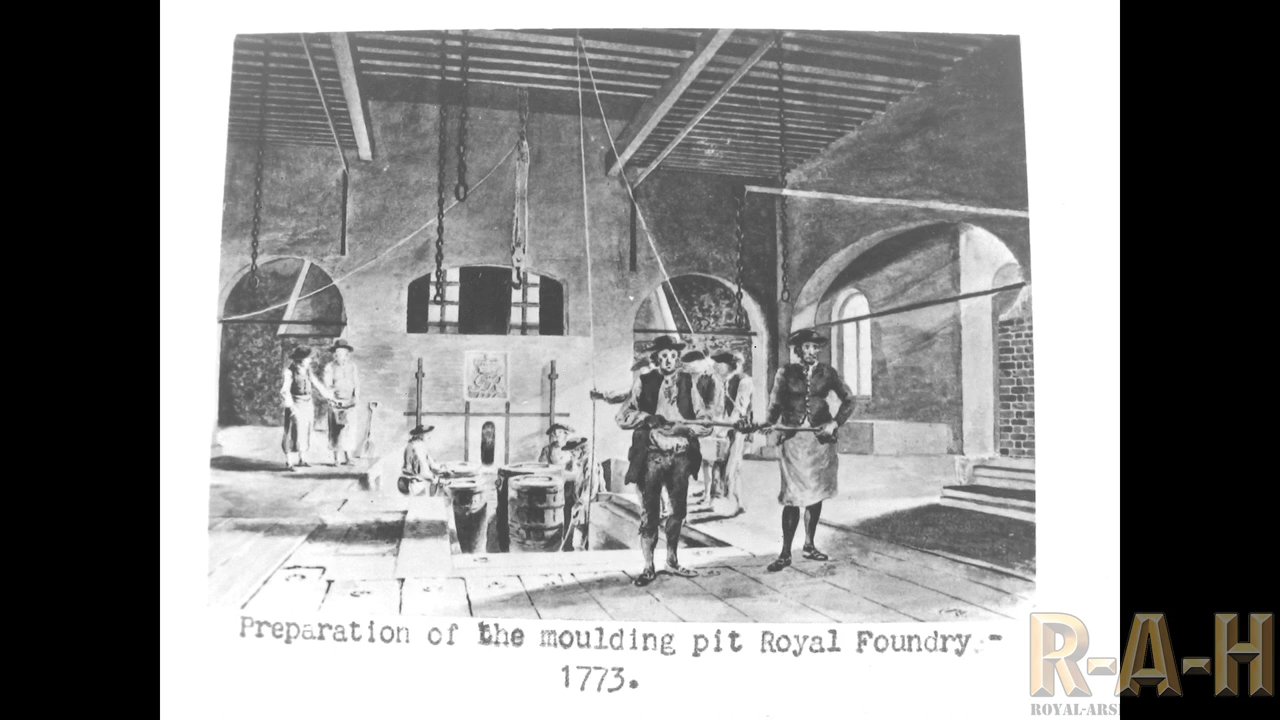 Preparation of the moulding pit Royal Foundry.-
1773.
R-A-H
ROYAL-ARS